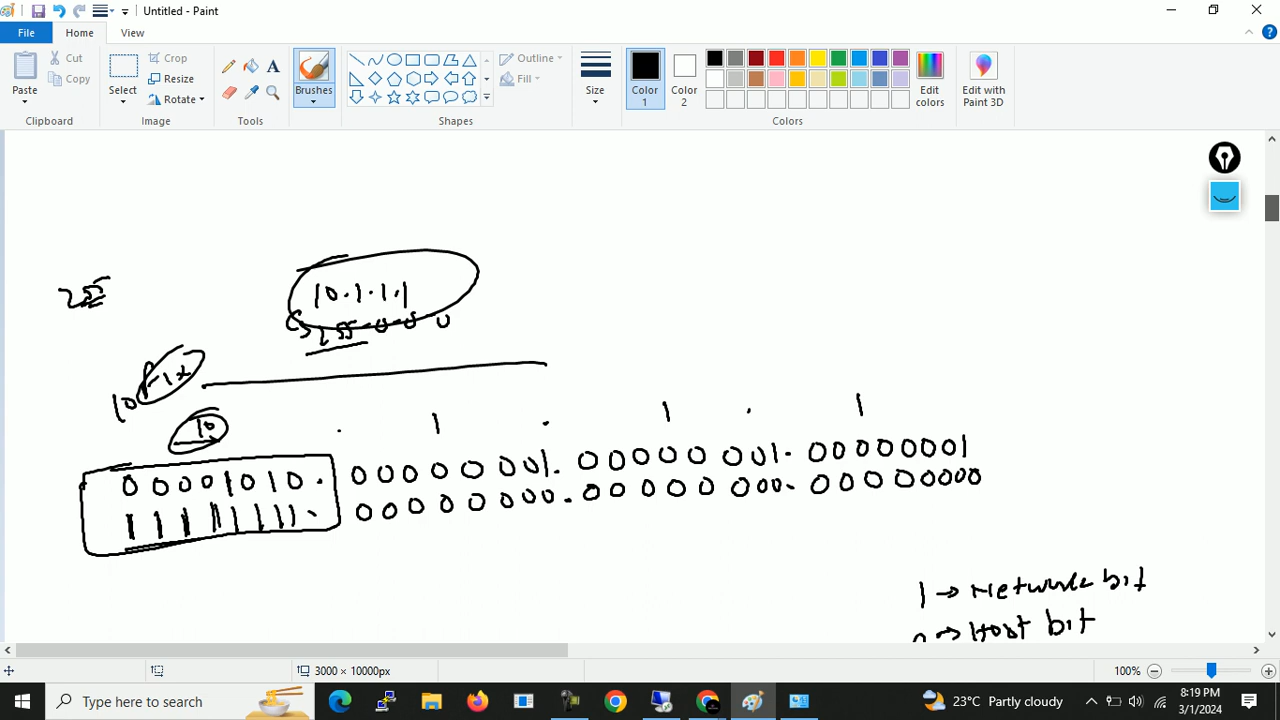 Untitled - Paint
File Home View
Paste
Cut
Copy
Clipboard
Select
Crop
Resize
Rotate
Image
Tools
Brushes
Outline
Fill
Shapes
Size
Color 1
Color 2
Edit colors
Colors
Edit with Paint 3D
255
10.1.1.1
255-0-0 0
10
10 . 1 . 1 . 1
00001010. 00000001. 00000001. 00000001
11111111. 00000000. 00000000. 00000000
1 → Network bit
0 → Host bit
3000 × 10000px
100%
Type here to search
23°C Partly cloudy
8:19 PM
3/1/2024